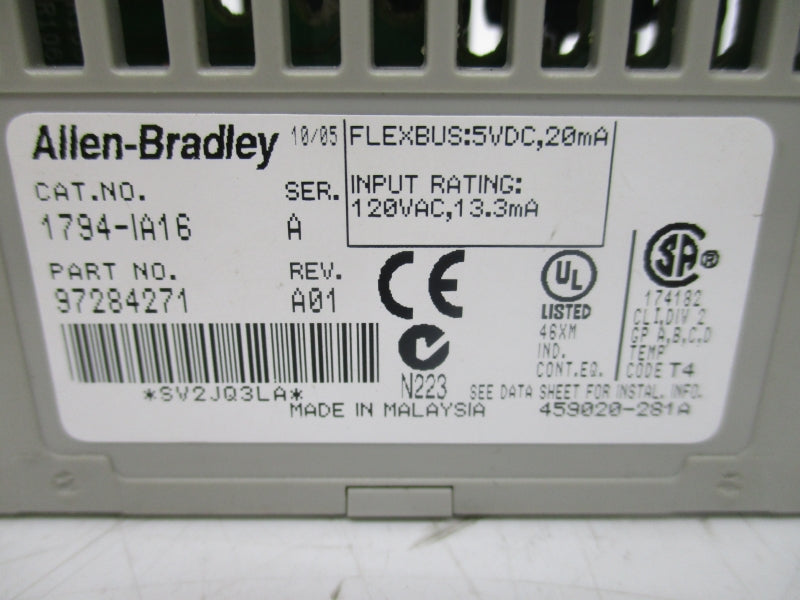 Allen-Bradley 10/05
CAT.NO. SER.
1794-IA16 A
PART NO. REV.
97284271 A01
*SV2JQ3LA*
FLEXBUS:5VDC,20mA
INPUT RATING:
120VAC,13.3mA
CE
N223
UL
LISTED
46XM
IND.
CONT.EQ.
SA®
174182
CLI,DIV 2
GP A,B,C,D
TEMP
CODE T4
SEE DATA SHEET FOR INSTAL. INFO.
MADE IN MALAYSIA 459020-281A